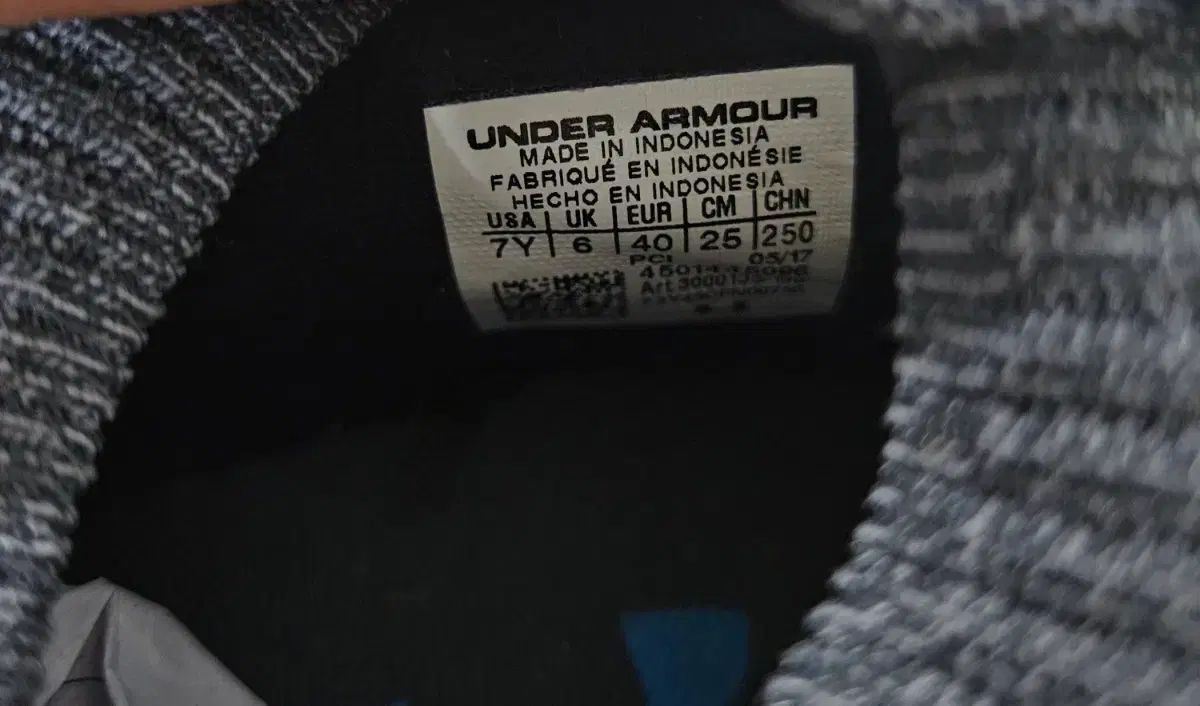 UNDER ARMOUR
MADE IN INDONESIA
FABRIQUÉ EN INDONÉSIE
HECHO EN INDONESIA
USA UK EUR CM CHN
7Y 6 40 25 250
PCI 05/17
Art